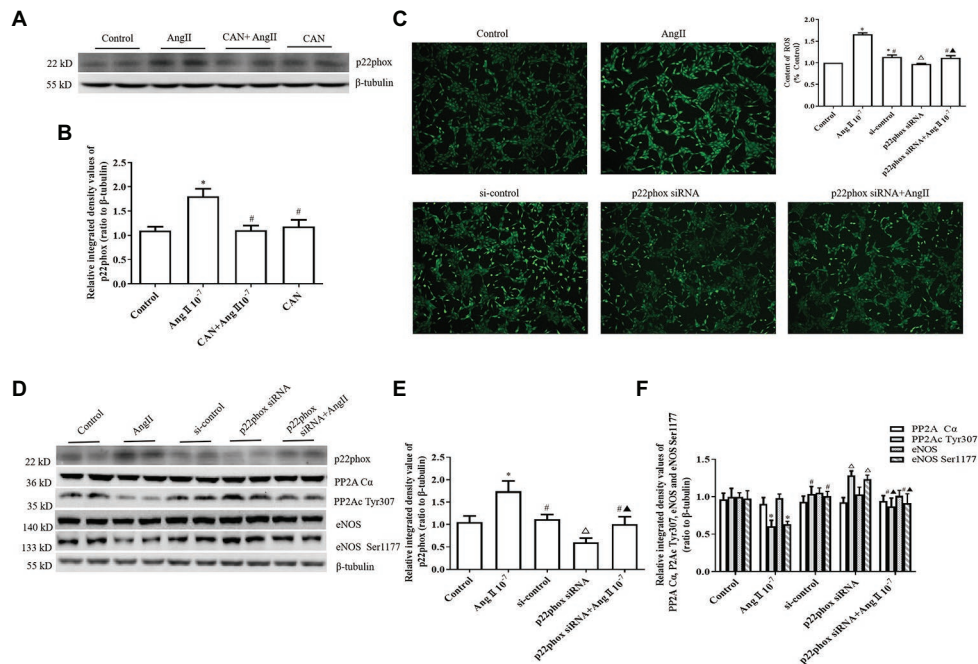 A
Control AngII CAN+ AngII CAN
22 kD p22phox
55 kD β-tubulin
B
Relative integrated density values of
p22phox (ratio to β-tubulin)
2.5
2.0
1.5
1.0
0.5
0.0
* # #
Control Ang II 10-7 CAN+Ang II10-7 CAN
C
Control AngII
si-control p22phox siRNA p22phox siRNA+AngII
Content of ROS
(% Control)
2.0
1.5
1.0
0.5
0.0
* * # △ #▲
Control Ang II 10-7 si-control p22phox siRNA p22phox siRNA+Ang II 10-7
D
Control AngII si-control p22phox siRNA p22phox
siRNA+AngII
22 kD p22phox
36 kD PP2A Cα
35 kD PP2Ac Tyr307
140 kD eNOS
133 kD eNOS Ser1177
55 kD β-tubulin
E
Relative integrated density value of
p22phox (ratio to β-tubulin)
2.5
2.0
1.5
1.0
0.5
0.0
* # △ #▲
Control Ang II 10-7 si-control p22phox siRNA p22phox siRNA+Ang II 10-7
F
Relative integrated density values of
PP2A Cα, P2Ac Tyr307, eNOS and eNOS Ser1177
(ratio to β-tubulin)
2.0
1.5
1.0
0.5
0.0
PP2A Cα
PP2Ac Tyr307
eNOS
eNOS Ser1177
* * # # △ △ #▲ #▲
Control Ang II 10-7 si-control p22phox siRNA p22phox siRNA+Ang II 10-7